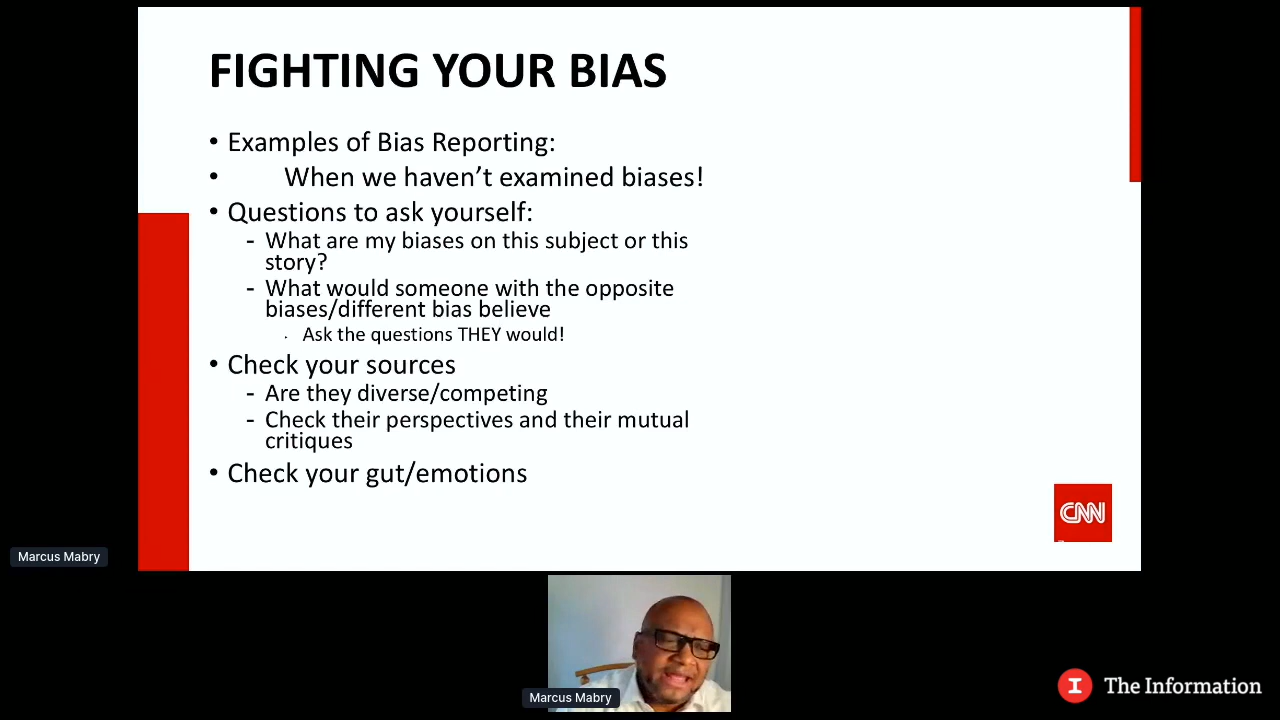 FIGHTING YOUR BIAS
• Examples of Bias Reporting:
• When we haven’t examined biases!
• Questions to ask yourself:
- What are my biases on this subject or this
story?
- What would someone with the opposite
biases/different bias believe
· Ask the questions THEY would!
• Check your sources
- Are they diverse/competing
- Check their perspectives and their mutual
critiques
• Check your gut/emotions
CNN
Marcus Mabry
Marcus Mabry
I The Information